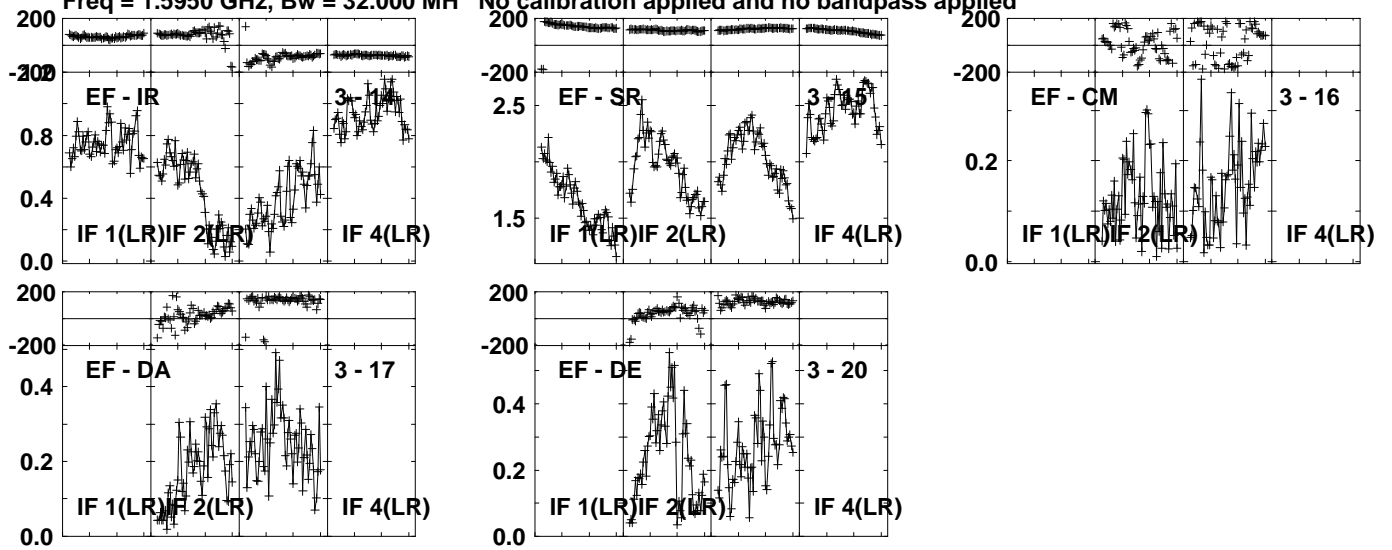 Freq = 1.5950 GHz, Bw = 32.000 MH No calibration applied and no bandpass applied
200 200 200
-200 -200 -200
1.2
EF - IR 3 - 14 EF - SR 3 - 15 EF - CM 3 - 16
2.5
0.8
0.2
0.4
1.5
IF 1(LR) IF 2(LR) IF 4(LR) IF 1(LR) IF 2(LR) IF 4(LR) IF 1(LR) IF 2(LR) IF 4(LR)
0.0 0.0
200 200
-200 -200
EF - DA 3 - 17 EF - DE 3 - 20
0.4 0.4
0.2 0.2
IF 1(LR) IF 2(LR) IF 4(LR) IF 1(LR) IF 2(LR) IF 4(LR)
0.0 0.0